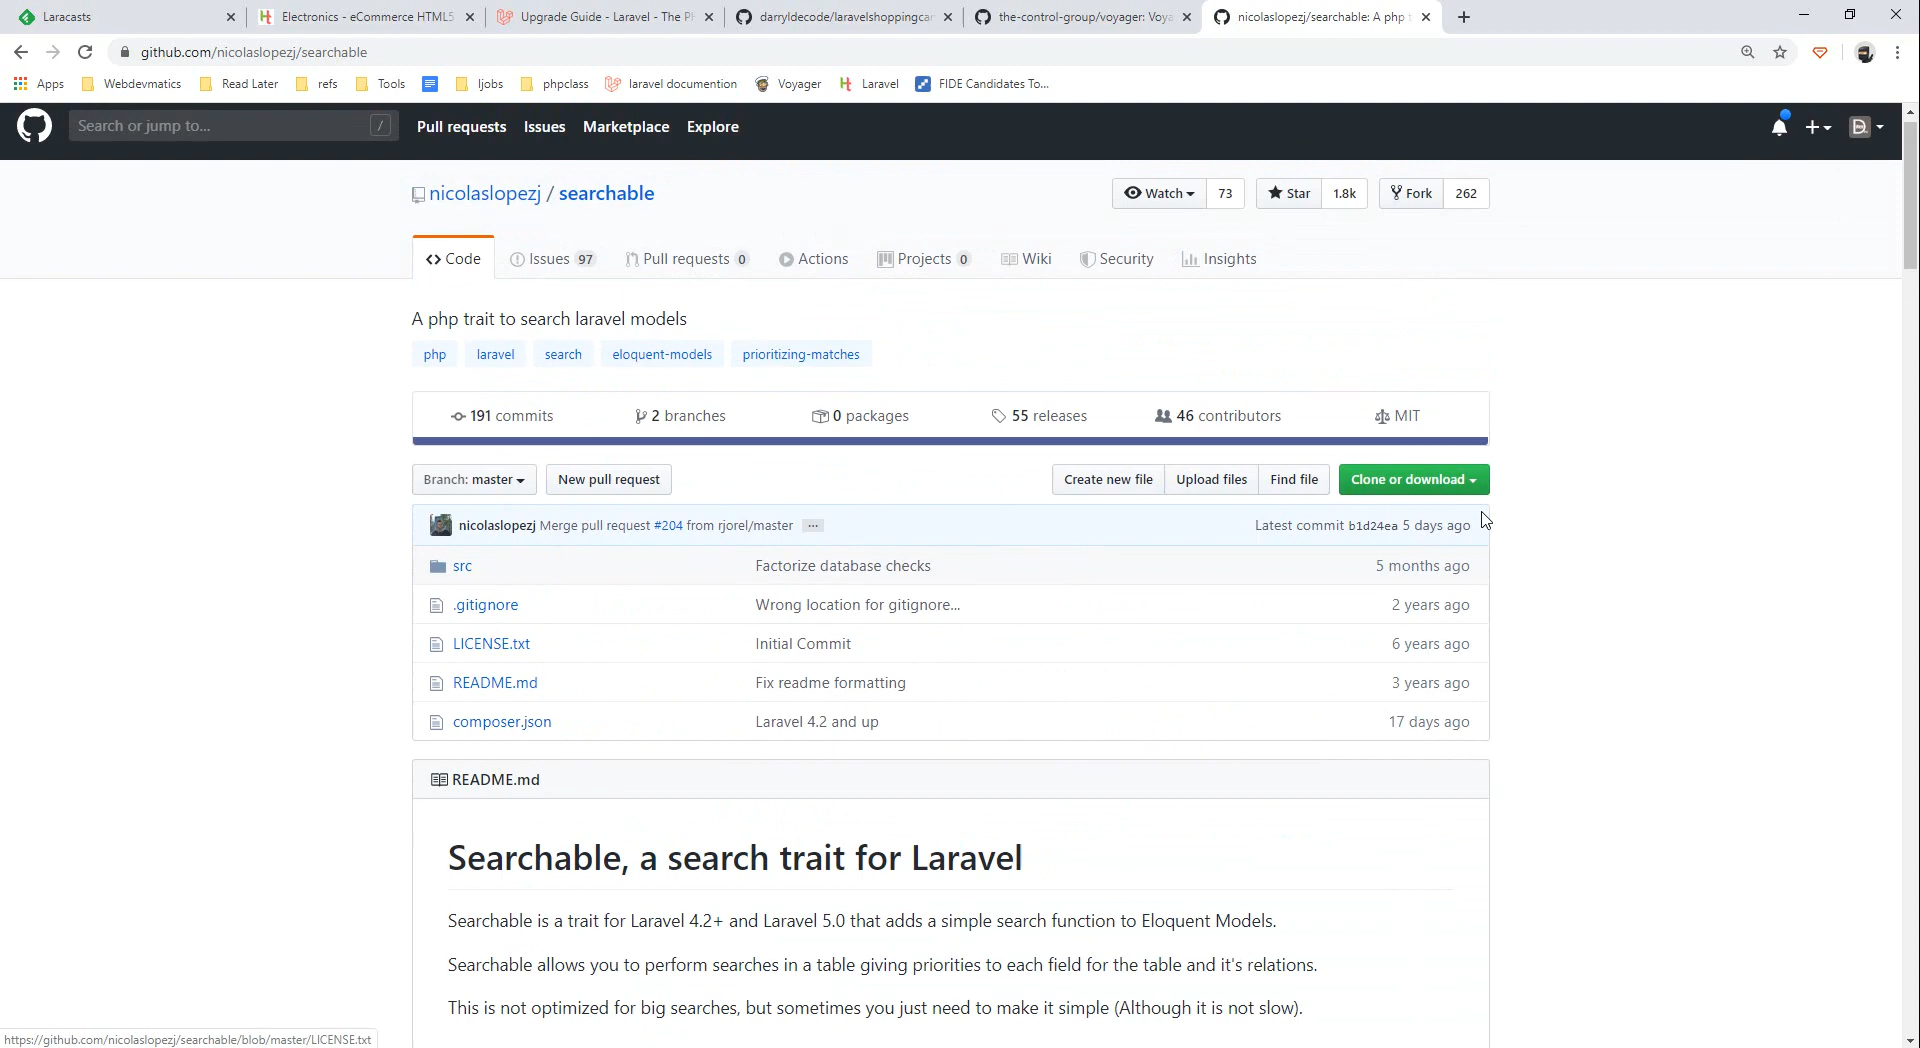 Laracasts
Electronics - eCommerce HTML5
Upgrade Guide - Laravel - The P
darryldecode/laravelshoppingcar
the-control-group/voyager: Voya
nicolaslopezj/searchable: A php t
github.com/nicolaslopezj/searchable
Apps
Webdevmatics
Read Later
refs
Tools
ljobs
phpclass
laravel documention
Voyager
Laravel
FIDE Candidates To...
Search or jump to...
/
Pull requests
Issues
Marketplace
Explore
nicolaslopezj / searchable
Watch 73
Star 1.8k
Fork 262
Code
Issues 97
Pull requests 0
Actions
Projects 0
Wiki
Security
Insights
A php trait to search laravel models
php
laravel
search
eloquent-models
prioritizing-matches
191 commits
2 branches
0 packages
55 releases
46 contributors
MIT
Branch: master
New pull request
Create new file
Upload files
Find file
Clone or download
nicolaslopezj Merge pull request #204 from rjorel/master ...
Latest commit b1d24ea 5 days ago
src Factorize database checks 5 months ago
.gitignore Wrong location for gitignore... 2 years ago
LICENSE.txt Initial Commit 6 years ago
README.md Fix readme formatting 3 years ago
composer.json Laravel 4.2 and up 17 days ago
README.md
Searchable, a search trait for Laravel
Searchable is a trait for Laravel 4.2+ and Laravel 5.0 that adds a simple search function to Eloquent Models.
Searchable allows you to perform searches in a table giving priorities to each field for the table and it's relations.
This is not optimized for big searches, but sometimes you just need to make it simple (Although it is not slow).
https://github.com/nicolaslopezj/searchable/blob/master/LICENSE.txt